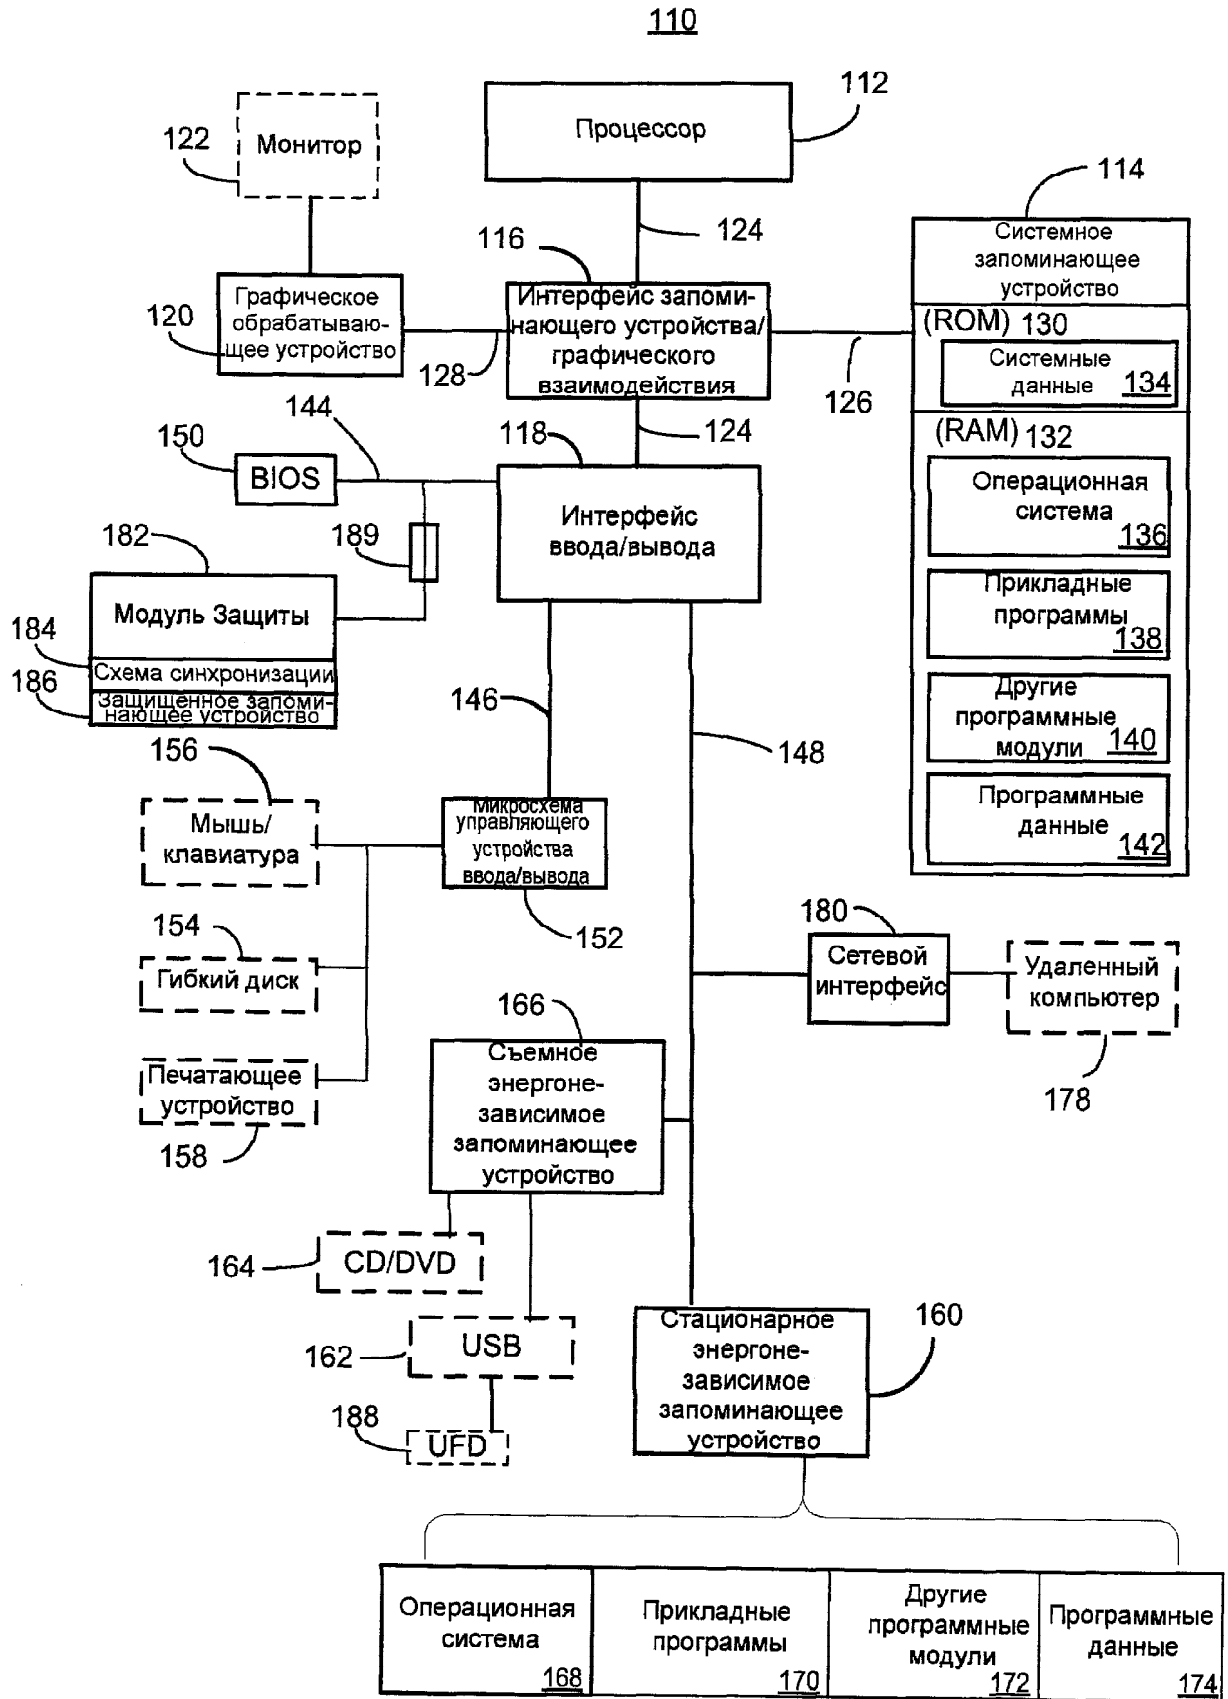 110
112
Процессор
122
Монитор
114
124
116
Системное
запоминающее
устройство
120
Графическое
обрабатываю-
щее устройство
Интерфейс запоми-
нающего устройства/
графического
взаимодействия
128
126
(ROM) 130
Системные
данные 134
144
124
118
150
BIOS
(RAM) 132
Операционная
система
136
Интерфейс
ввода/вывода
189
182
Модуль Защиты
184
Схема синхронизации
186
Защищенное запоми-
нающее устройство
Прикладные
программы
138
Другие
программные
модули 140
Программные
данные
142
146
148
156
Мышь/
клавиатура
Микросхема
управляющего
устройства
ввода/вывода
152
154
Гибкий диск
180
Сетевой
интерфейс
Удаленный
компьютер
178
166
Съемное
энергоне-
зависимое
запоминающее
устройство
Печатающее
устройство
158
164
CD/DVD
162
USB
188
UFD
160
Стационарное
энергоне-
зависимое
запоминающее
устройство
Операционная
система
168
Прикладные
программы
170
Другие
программные
модули
172
Программные
данные
174